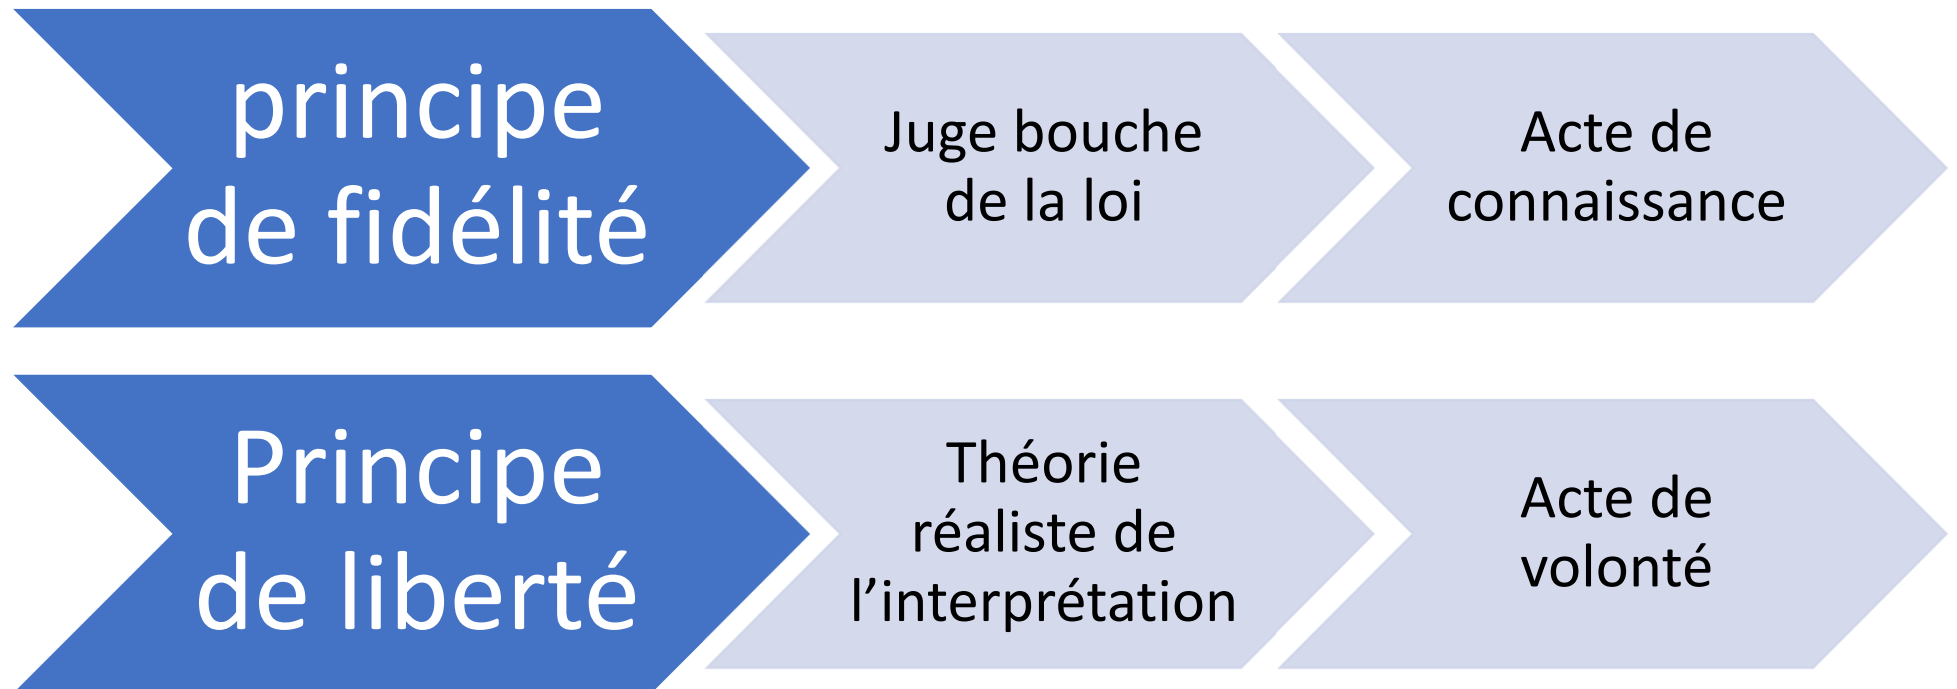 principe
de fidélité
Juge bouche
de la loi
Acte de
connaissance
Principe
de liberté
Théorie
réaliste de
l’interprétation
Acte de
volonté